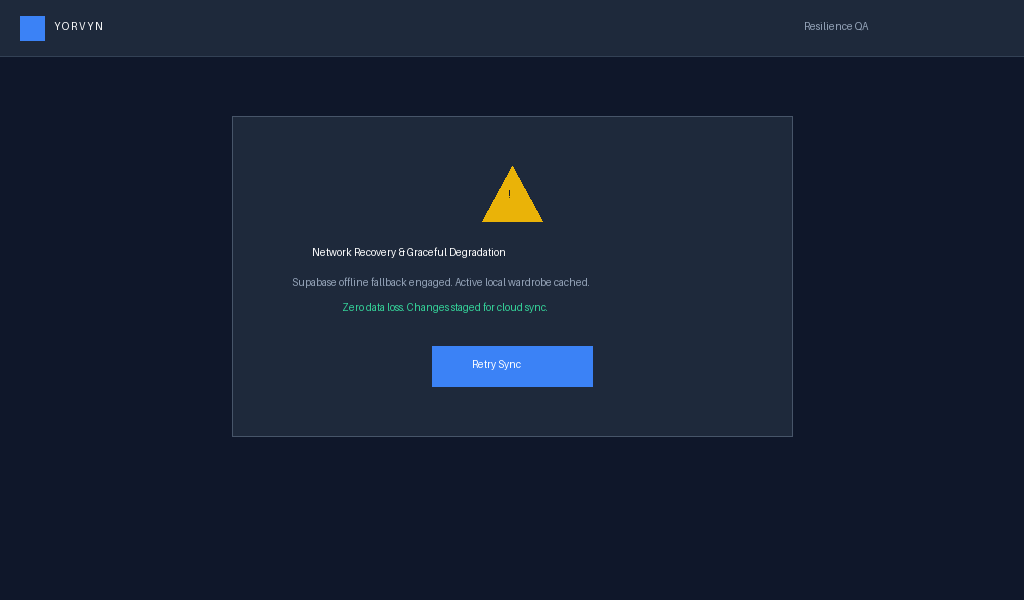 YORVYN
Resilience QA
!
Network Recovery & Graceful Degradation
Supabase offline fallback engaged. Active local wardrobe cached.
Zero data loss. Changes staged for cloud sync.
Retry Sync